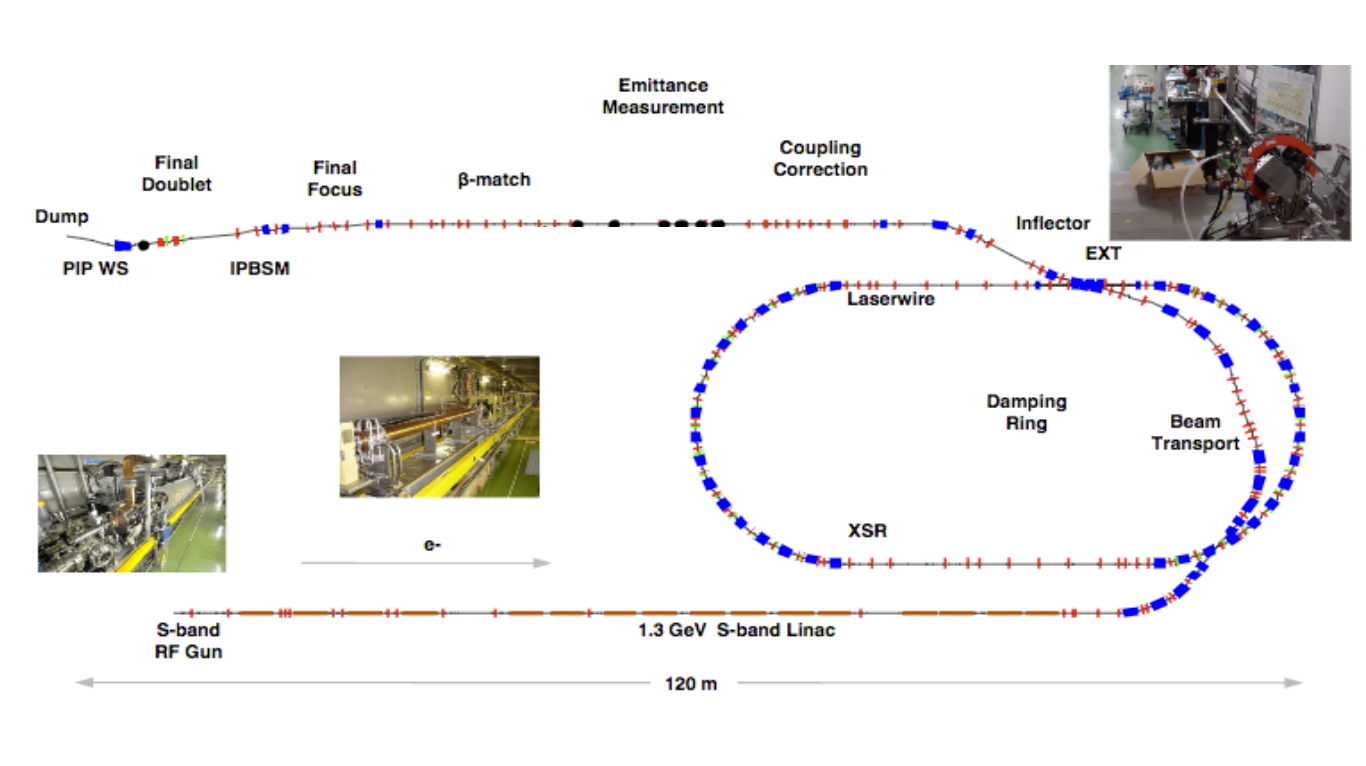 Emittance
Measurement
Coupling
Correction
Final
Doublet
Final
Focus
β-match
Dump
Inflector
EXT
PIP WS
IPBSM
Laserwire
Damping
Ring
Beam
Transport
XSR
e-
S-band
RF Gun
1.3 GeV S-band Linac
120 m